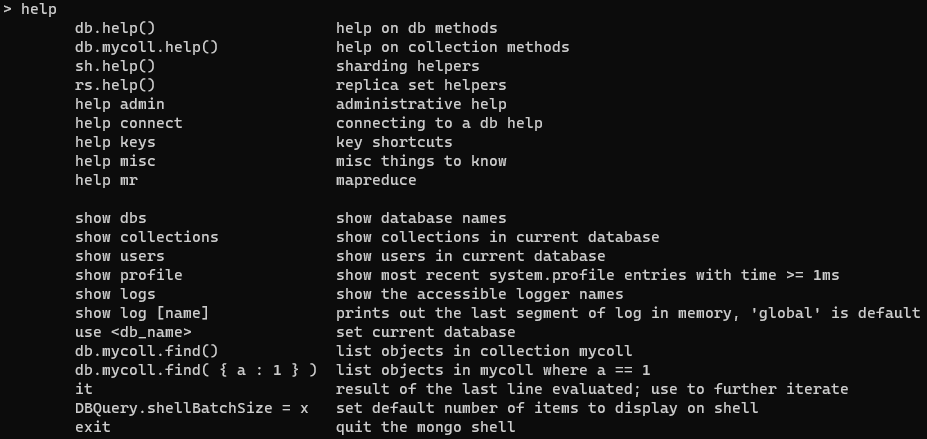 > help
db.help() help on db methods
db.mycoll.help() help on collection methods
sh.help() sharding helpers
rs.help() replica set helpers
help admin administrative help
help connect connecting to a db help
help keys key shortcuts
help misc misc things to know
help mr mapreduce
show dbs show database names
show collections show collections in current database
show users show users in current database
show profile show most recent system.profile entries with time >= 1ms
show logs show the accessible logger names
show log [name] prints out the last segment of log in memory, 'global' is default
use <db_name> set current database
db.mycoll.find() list objects in collection mycoll
db.mycoll.find( { a : 1 } ) list objects in mycoll where a == 1
it result of the last line evaluated; use to further iterate
DBQuery.shellBatchSize = x set default number of items to display on shell
exit quit the mongo shell